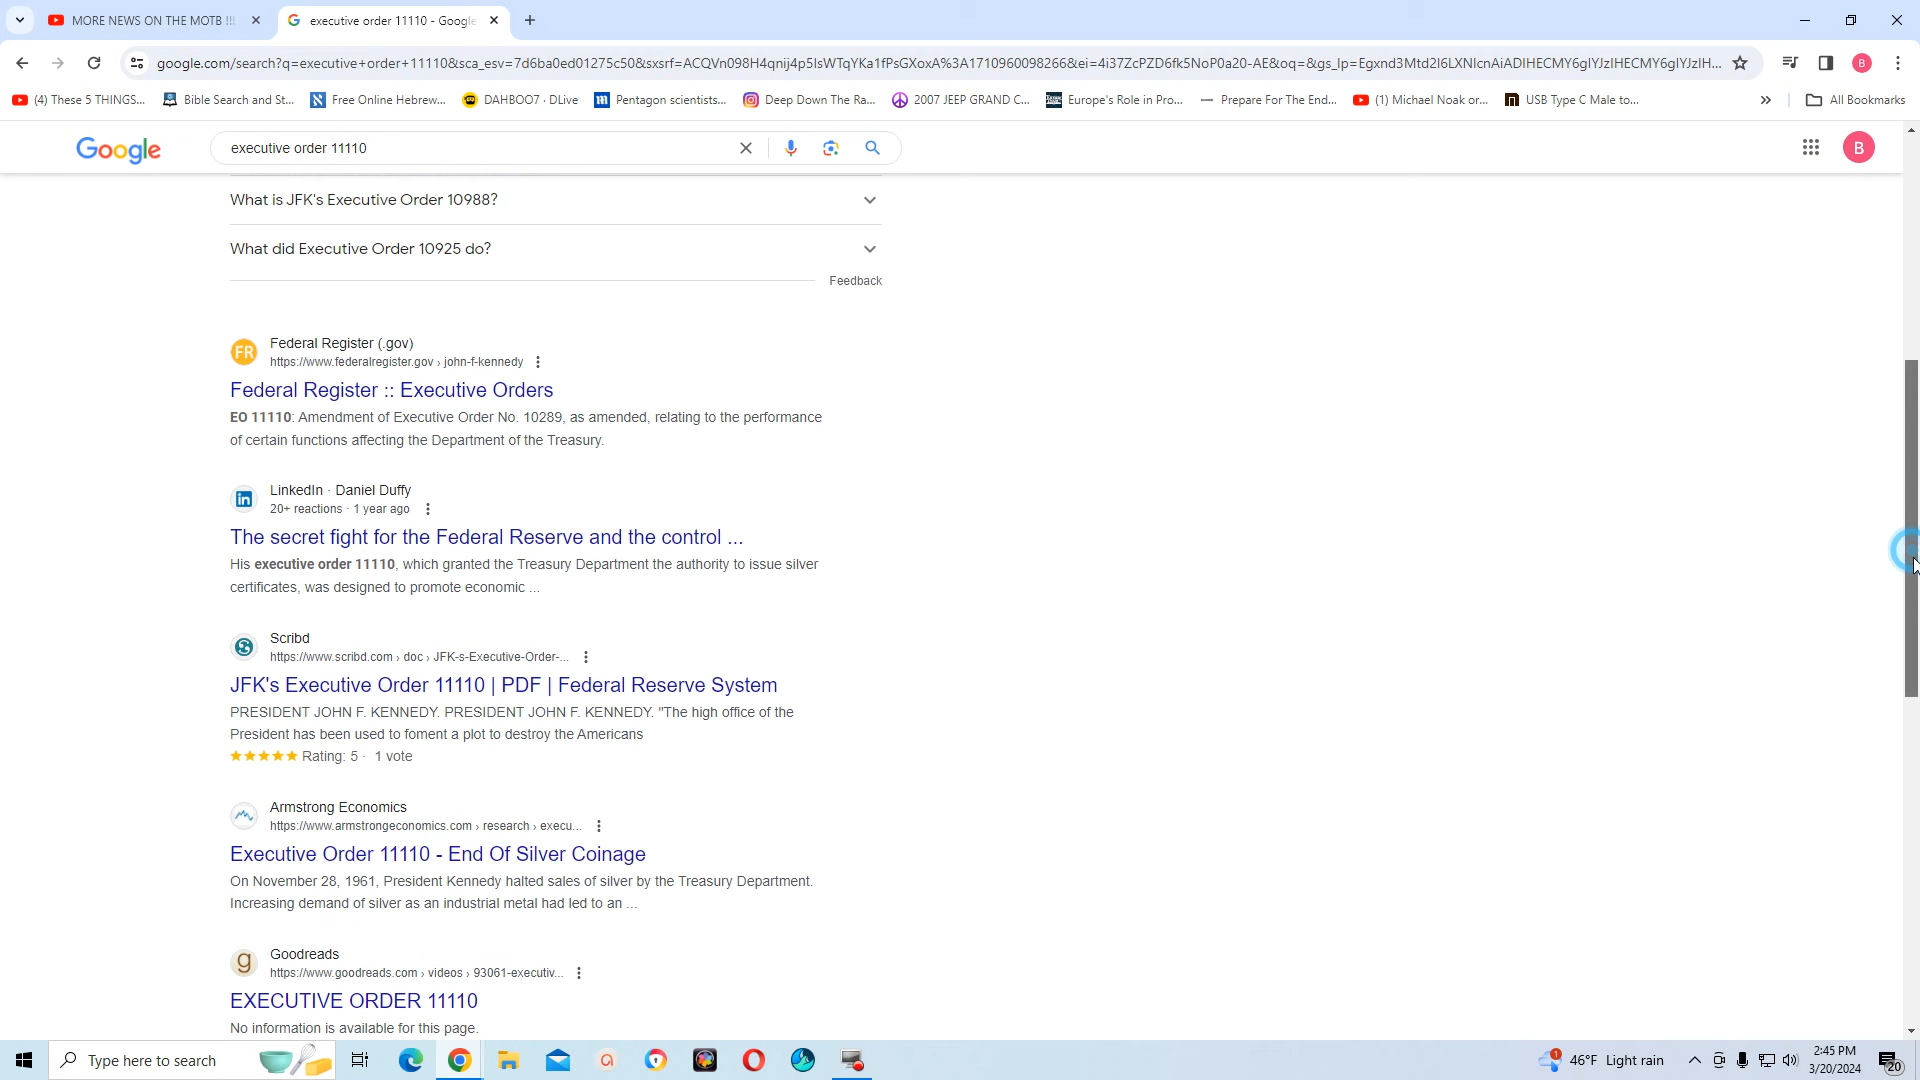 MORE NEWS ON THE MOTB !!!
executive order 11110 - Google
google.com/search?q=executive+order+11110&sca_esv=7d6ba0ed01275c50&sxsrf=ACQVn098H4qnij4p5IsWTqYKa1fPsGXoxA%3A1710960098266&ei=4i37ZcPZD6fk5NoP0a20-AE&oq=&gs_lp=Egxnd3Mtd2l6LXNlcnAiADIHECMY6gIYJzIHECMY6gIYJzIH...
B
(4) These 5 THINGS... Bible Search and St... Free Online Hebrew... DAHBOO7 · DLive Pentagon scientists... Deep Down The Ra... 2007 JEEP GRAND C... Europe's Role in Pro... Prepare For The End... (1) Michael Noak or... USB Type C Male to... » All Bookmarks
Google executive order 11110 B
What is JFK's Executive Order 10988?
What did Executive Order 10925 do?
Feedback
FR Federal Register (.gov)
https://www.federalregister.gov › john-f-kennedy
Federal Register :: Executive Orders
EO 11110: Amendment of Executive Order No. 10289, as amended, relating to the performance
of certain functions affecting the Department of the Treasury.
in LinkedIn · Daniel Duffy
20+ reactions · 1 year ago
The secret fight for the Federal Reserve and the control ...
His executive order 11110, which granted the Treasury Department the authority to issue silver
certificates, was designed to promote economic ...
Scribd
https://www.scribd.com › doc › JFK-s-Executive-Order-...
JFK's Executive Order 11110 | PDF | Federal Reserve System
PRESIDENT JOHN F. KENNEDY. PRESIDENT JOHN F. KENNEDY. "The high office of the
President has been used to foment a plot to destroy the Americans
★★★★★ Rating: 5 · 1 vote
Armstrong Economics
https://www.armstrongeconomics.com › research › execu...
Executive Order 11110 - End Of Silver Coinage
On November 28, 1961, President Kennedy halted sales of silver by the Treasury Department.
Increasing demand of silver as an industrial metal had led to an ...
g Goodreads
https://www.goodreads.com › videos › 93061-executiv...
EXECUTIVE ORDER 11110
No information is available for this page.
Type here to search
1 46°F Light rain
2:45 PM
3/20/2024
20